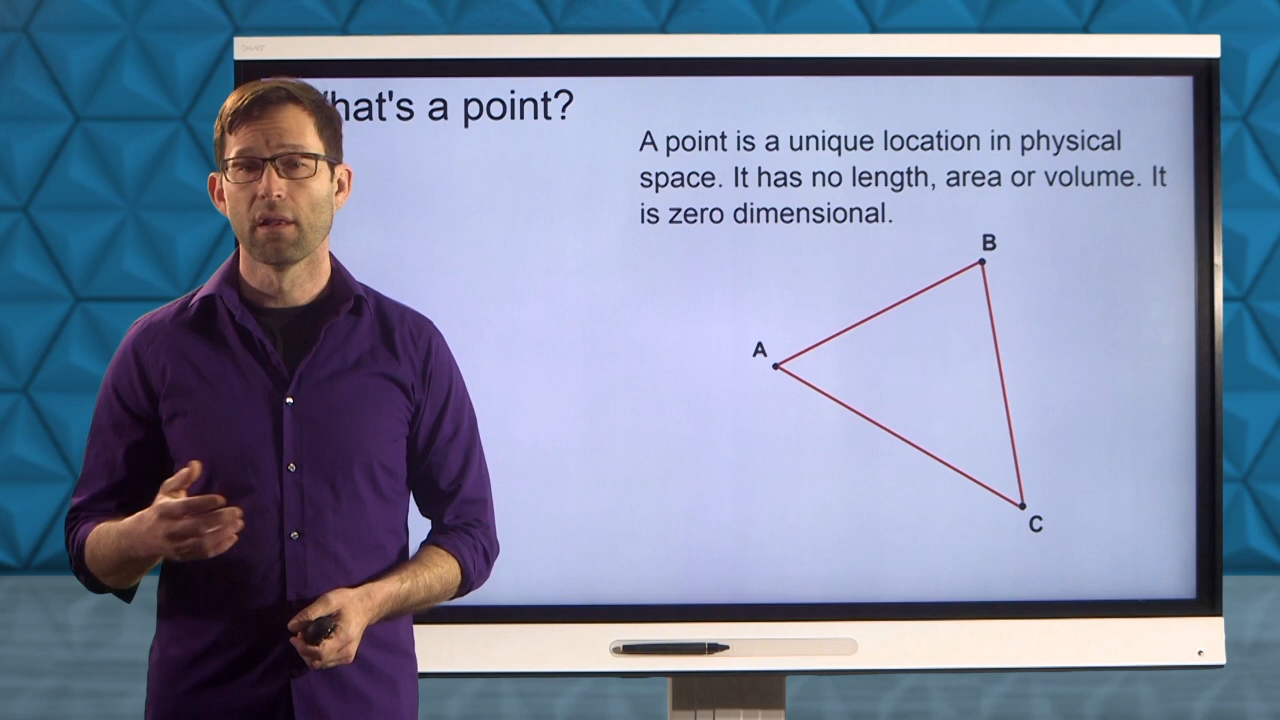 hat's a point?
A point is a unique location in physical
space. It has no length, area or volume. It
is zero dimensional.
B
A
C